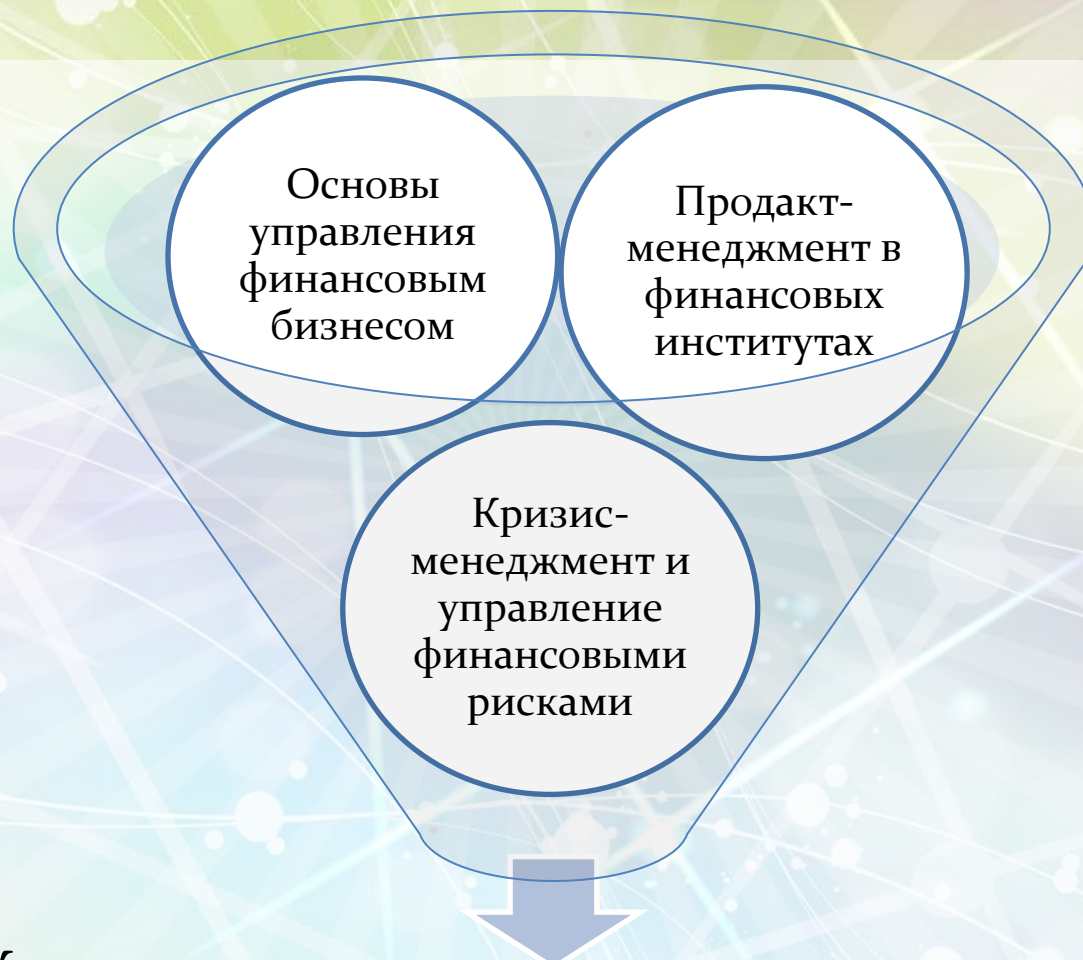 Основы
управления
финансовым
бизнесом
Продакт-
менеджмент в
финансовых
институтах
Кризис-
менеджмент и
управление
финансовыми
рисками